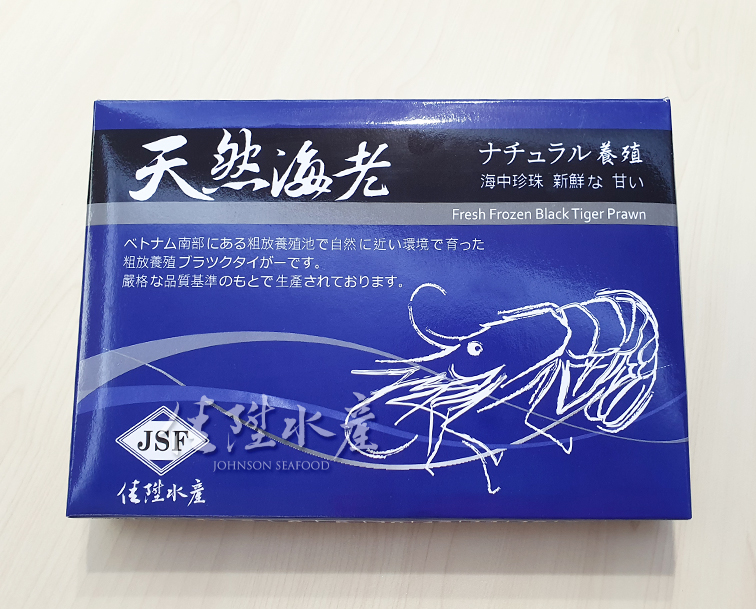 天然海老
ナチュラル 養殖
海中珍珠 新鮮な 甘い
Fresh Frozen Black Tiger Prawn
ベトナム南部にある粗放養殖池で自然に近い環境で育った
粗放養殖ブラツクタイがーです。
嚴格な品質基準のもとで生產されております。
JSF
佳陞水産
佳陞水産
JOHNSON SEAFOOD